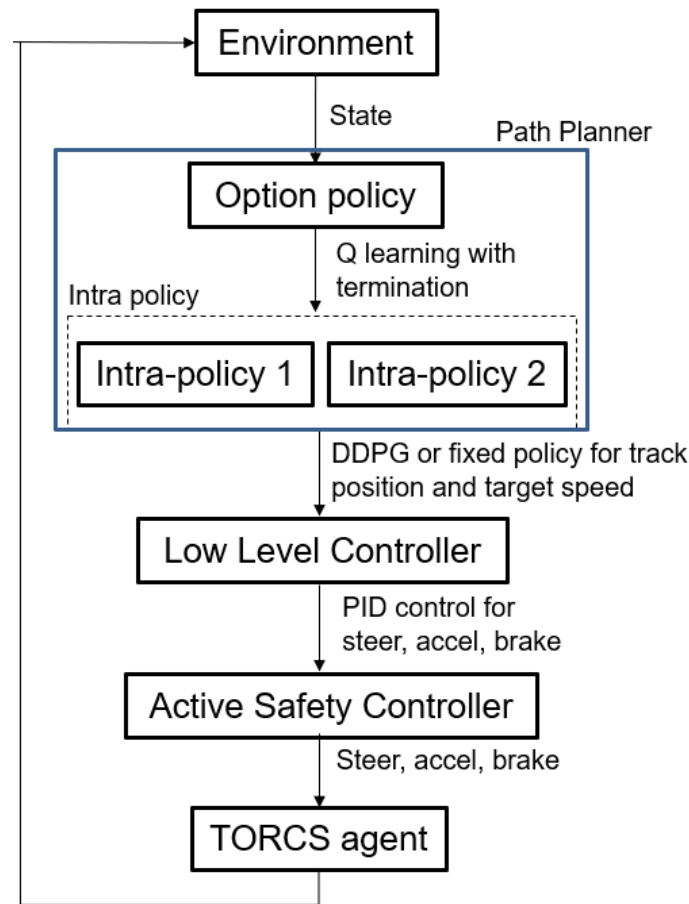 Environment
State
Path Planner
Option policy
Q learning with
termination
Intra policy
Intra-policy 1
Intra-policy 2
DDPG or fixed policy for track
position and target speed
Low Level Controller
PID control for
steer, accel, brake
Active Safety Controller
Steer, accel, brake
TORCS agent